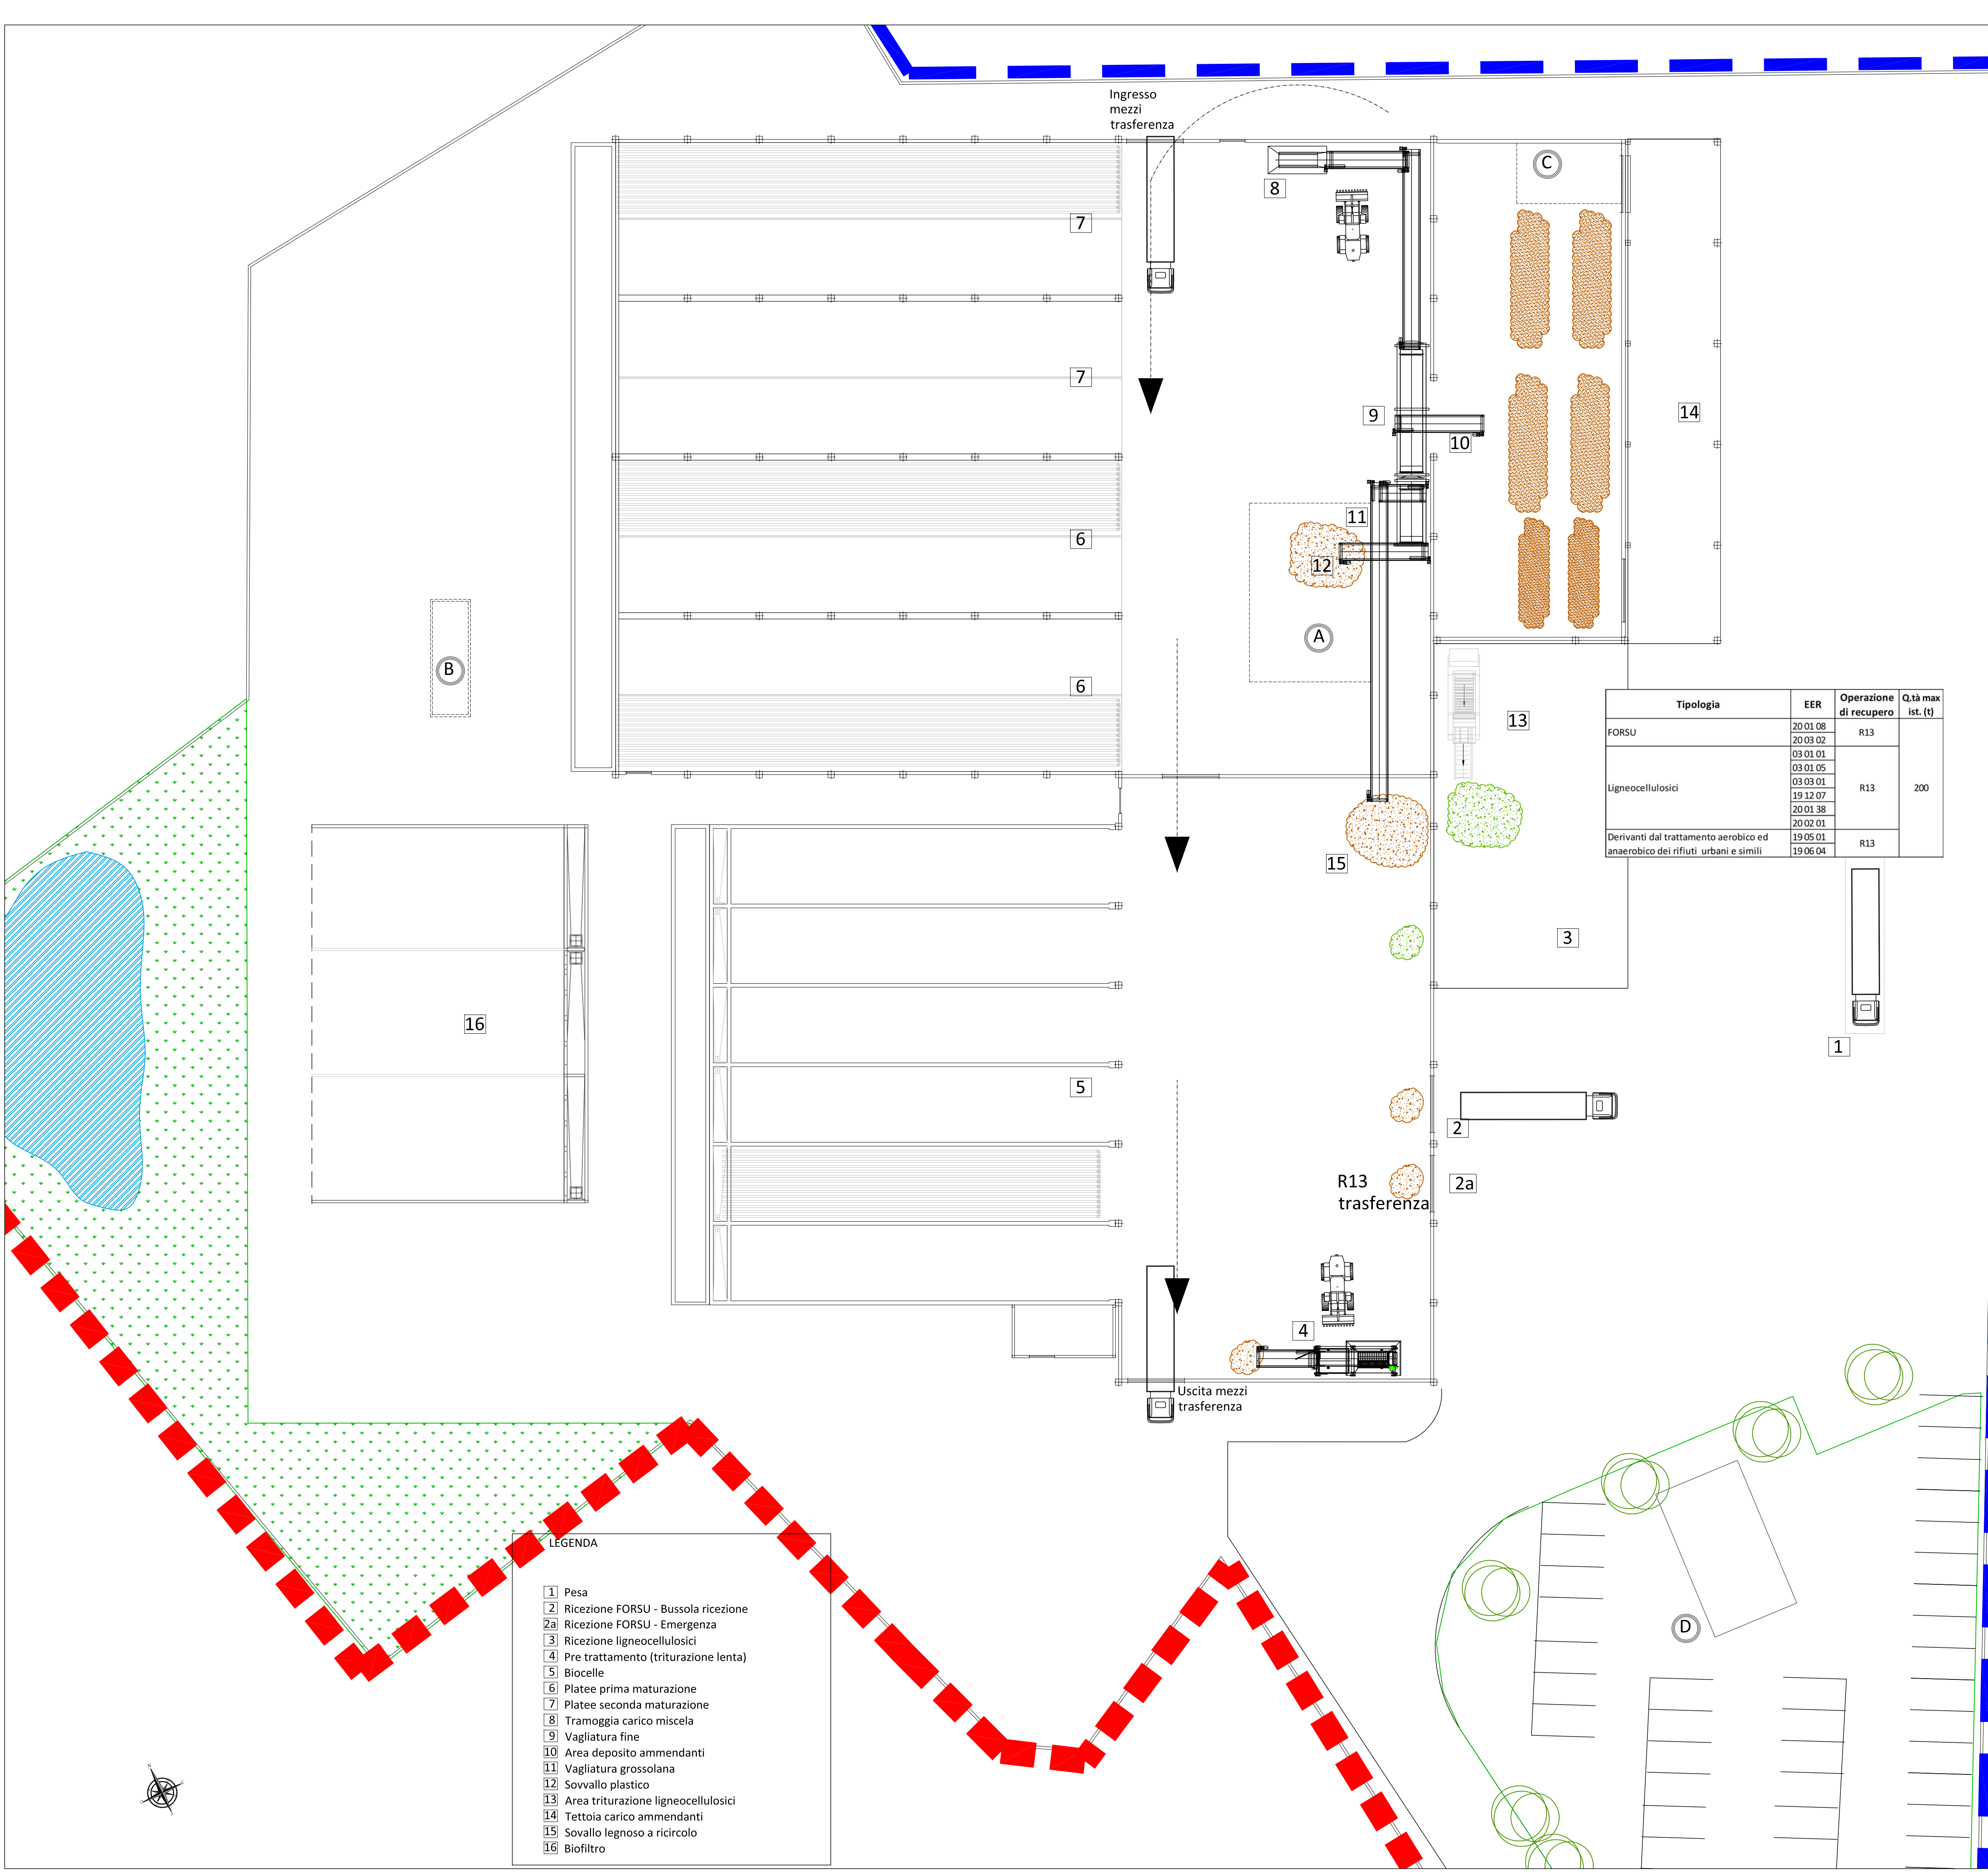 Ingresso
mezzi
trasferenza
C
8
7
7
9
14
10
11
6
12
A
B
6
13
Tipologia EER Operazione di recupero Q.tà max ist. (t)
FORSU 20 01 08 R13 200
20 03 02
Ligneocellulosici 03 01 01 R13
03 01 05
03 03 01
19 12 07
20 01 38
20 02 01
Derivanti dal trattamento aerobico ed 19 05 01 R13
anaerobico dei rifiuti urbani e simili 19 06 04
15
3
16
1
5
2
R13
trasferenza
2a
4
Uscita mezzi
trasferenza
D
LEGENDA
1 Pesa
2 Ricezione FORSU - Bussola ricezione
2a Ricezione FORSU - Emergenza
3 Ricezione ligneocellulosici
4 Pre trattamento (triturazione lenta)
5 Biocelle
6 Platee prima maturazione
7 Platee seconda maturazione
8 Tramoggia carico miscela
9 Vagliatura fine
10 Area deposito ammendanti
11 Vagliatura grossolana
12 Sovvallo plastico
13 Area triturazione ligneocellulosici
14 Tettoia carico ammendanti
15 Sovallo legnoso a ricircolo
16 Biofiltro